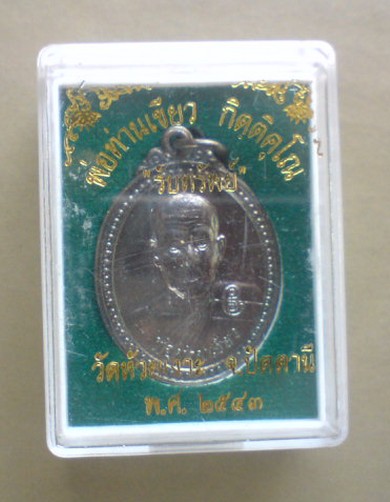 พ่อท่านเขียว กิตฺติคุโณ
"รับทรัพย์"
วัดห้วยเงาะ จ.ปัตตานี
พ.ศ. ๒๕๔๓